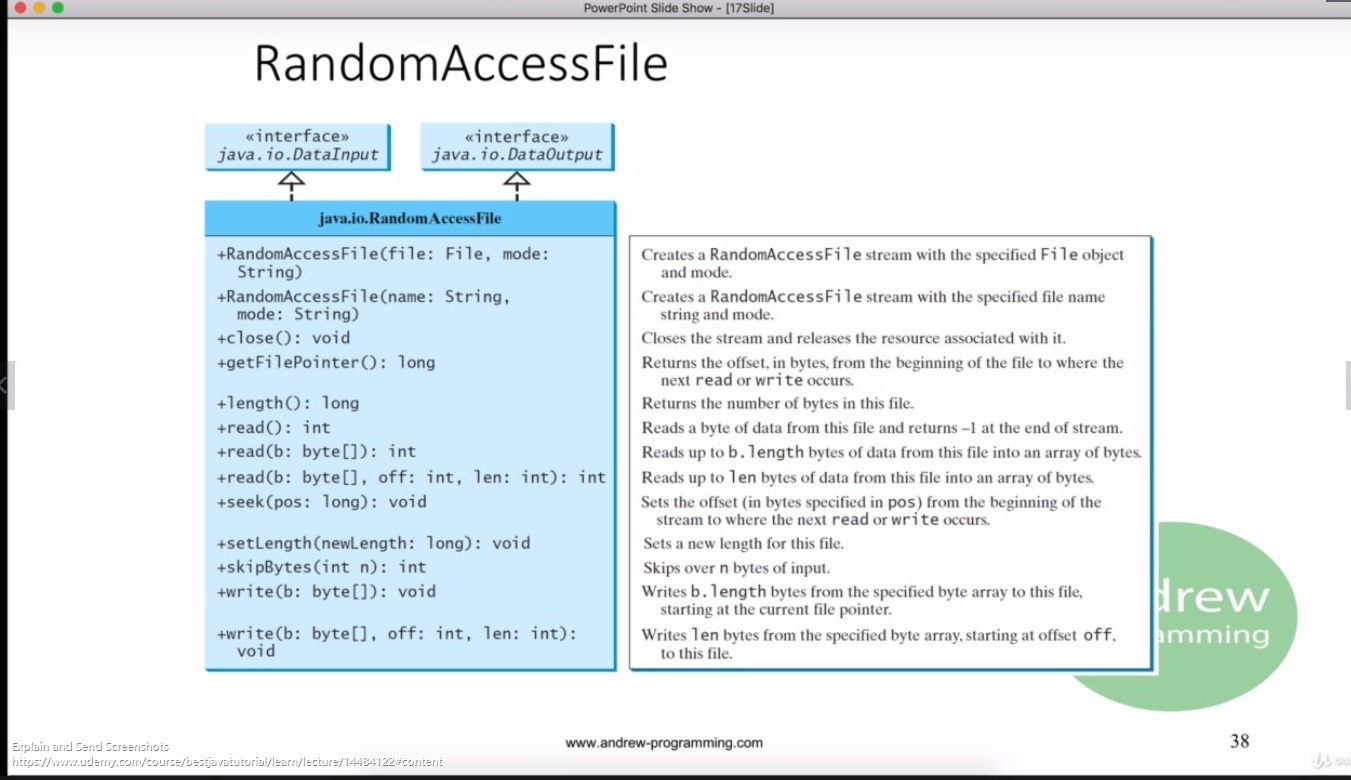 PowerPoint Slide Show - [17Slide]
RandomAccessFile
«interface»
java.io.DataInput
«interface»
java.io.DataOutput
java.io.RandomAccessFile
+RandomAccessFile(file: File, mode:
String)
+RandomAccessFile(name: String,
mode: String)
+close(): void
+getFilePointer(): long
+length(): long
+read(): int
+read(b: byte[]): int
+read(b: byte[], off: int, len: int): int
+seek(pos: long): void
+setLength(newLength: long): void
+skipBytes(int n): int
+write(b: byte[]): void
+write(b: byte[], off: int, len: int):
void
Creates a RandomAccessFile stream with the specified File object
and mode.
Creates a RandomAccessFile stream with the specified file name
string and mode.
Closes the stream and releases the resource associated with it.
Returns the offset, in bytes, from the beginning of the file to where the
next read or write occurs.
Returns the number of bytes in this file.
Reads a byte of data from this file and returns –1 at the end of stream.
Reads up to b.length bytes of data from this file into an array of bytes.
Reads up to len bytes of data from this file into an array of bytes.
Sets the offset (in bytes specified in pos) from the beginning of the
stream to where the next read or write occurs.
Sets a new length for this file.
Skips over n bytes of input.
Writes b.length bytes from the specified byte array to this file,
starting at the current file pointer.
Writes len bytes from the specified byte array, starting at offset off,
to this file.
drew
amming
www.andrew-programming.com
38
Explain and Send Screenshots
https://www.udemy.com/course/bestjavatutorial/learn/lecture/14484122#content